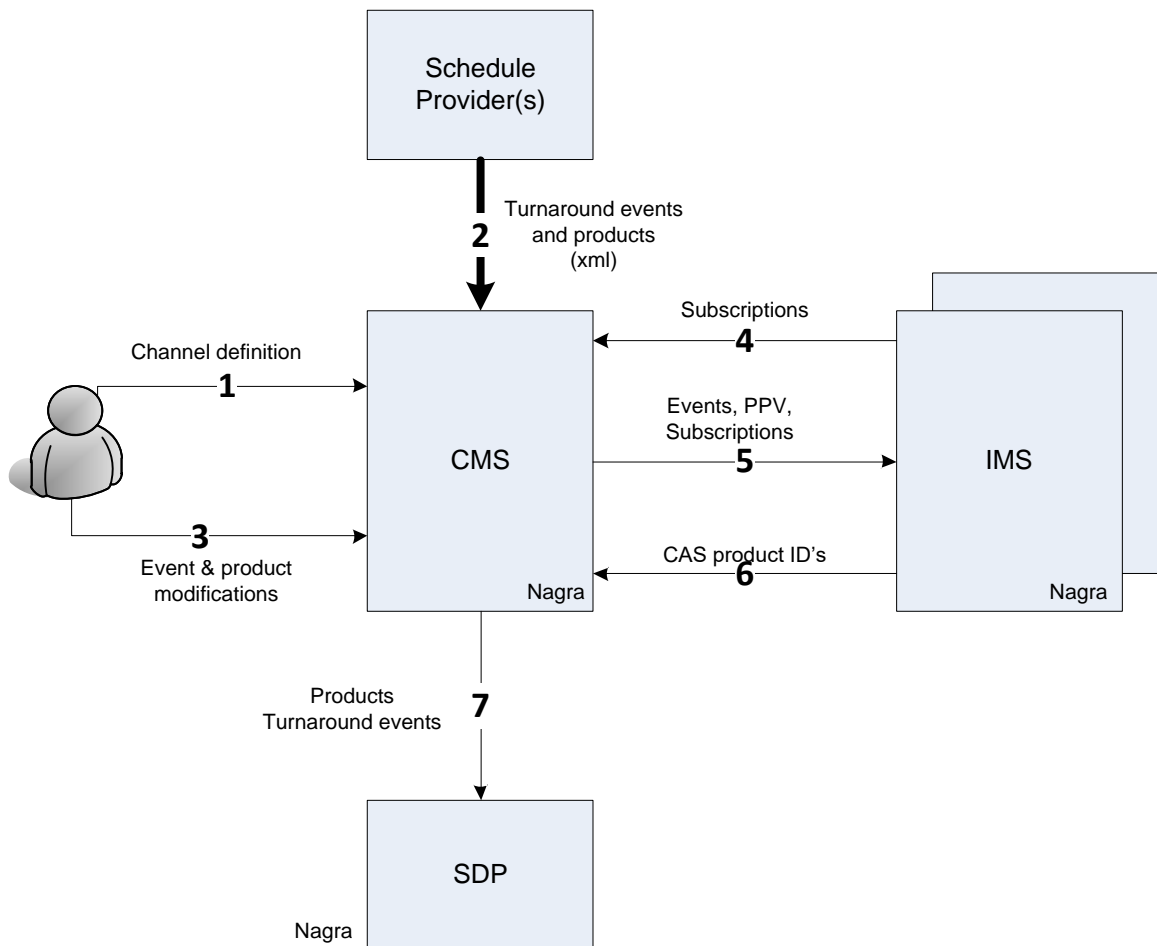 Schedule
Provider(s)
2
Turnaround events
and products
(xml)
Channel definition
1
Subscriptions
4
Events, PPV,
Subscriptions
5
CMS
IMS
3
Event & product
modifications
CAS product ID's
6
Nagra
Nagra
Products
Turnaround events
7
SDP
Nagra